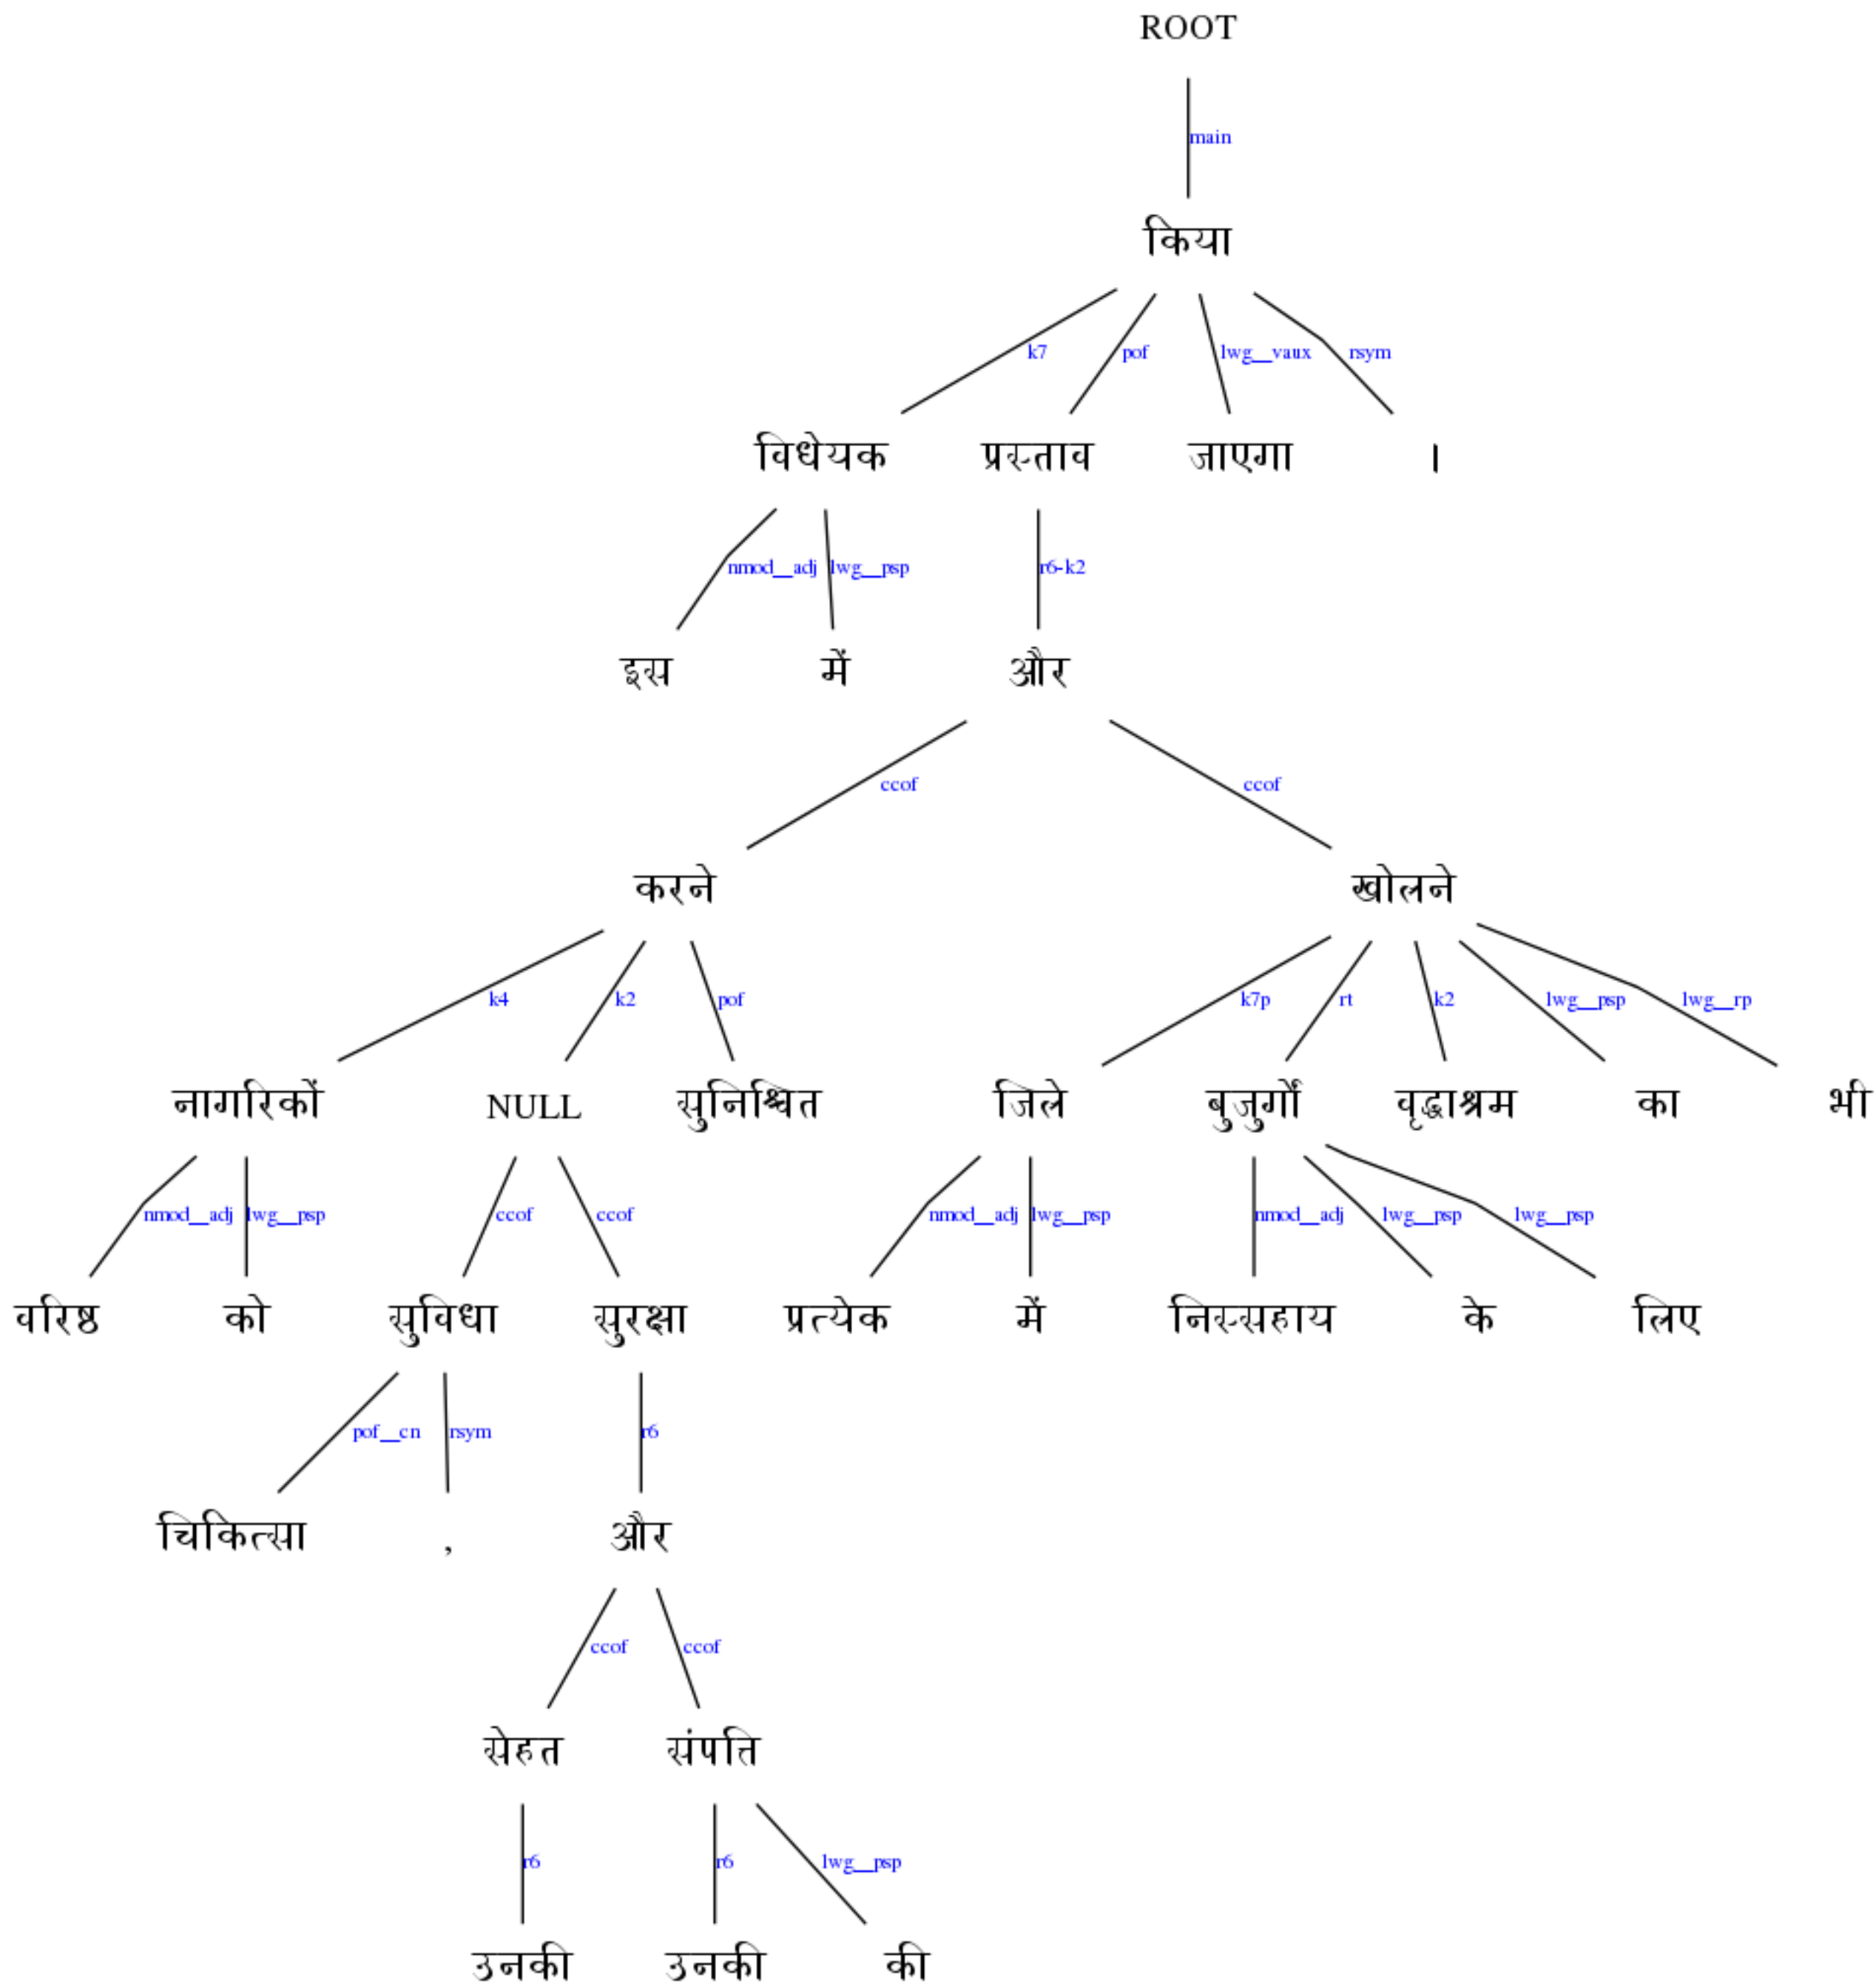 ROOT
main
किया
k7 pof lwg__vaux rsym
विधेयक प्रस्ताव जाएगा ।
nmod__adj lwg__psp r6-k2
इस में और
ccof ccof
करने खोलने
k4 k2 pof k7p rt k2 lwg__psp lwg__rp
नागरिकों NULL सुनिश्चित जिले बुजुर्गों वृद्धाश्रम का भी
nmod__adj lwg__psp ccof ccof nmod__adj lwg__psp nmod__adj lwg__psp lwg__psp
वरिष्ठ को सुविधा सुरक्षा प्रत्येक में निस्सहाय के लिए
pof__cn rsym r6
चिकित्सा , और
ccof ccof
सेहत संपत्ति
r6 r6 lwg__psp
उनकी उनकी की